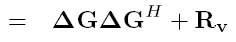 = ΔGΔG^H + R_v